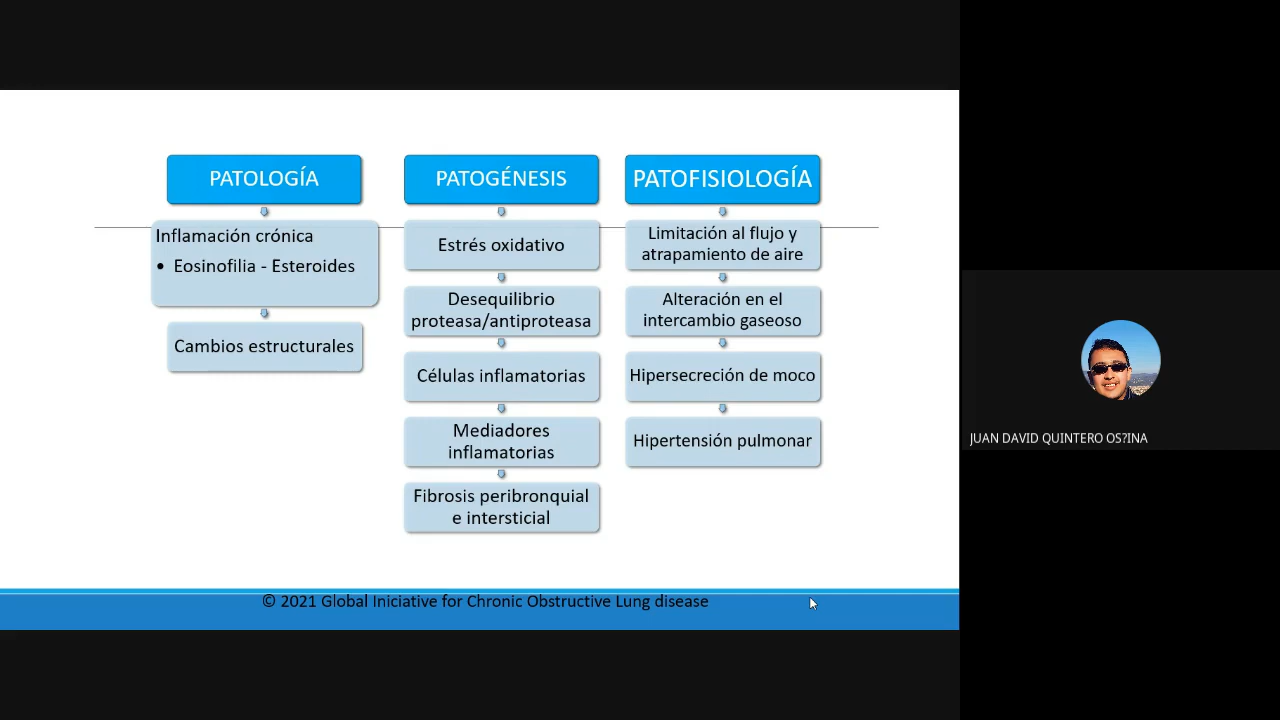 PATOLOGÍA
Inflamación crónica
• Eosinofilia - Esteroides
Cambios estructurales
PATOGÉNESIS
Estrés oxidativo
Desequilibrio
proteasa/antiproteasa
Células inflamatorias
Mediadores
inflamatorias
Fibrosis peribronquial
e intersticial
PATOFISIOLOGÍA
Limitación al flujo y
atrapamiento de aire
Alteración en el
intercambio gaseoso
Hipersecreción de moco
Hipertensión pulmonar
© 2021 Global Iniciative for Chronic Obstructive Lung disease
JUAN DAVID QUINTERO OS?INA